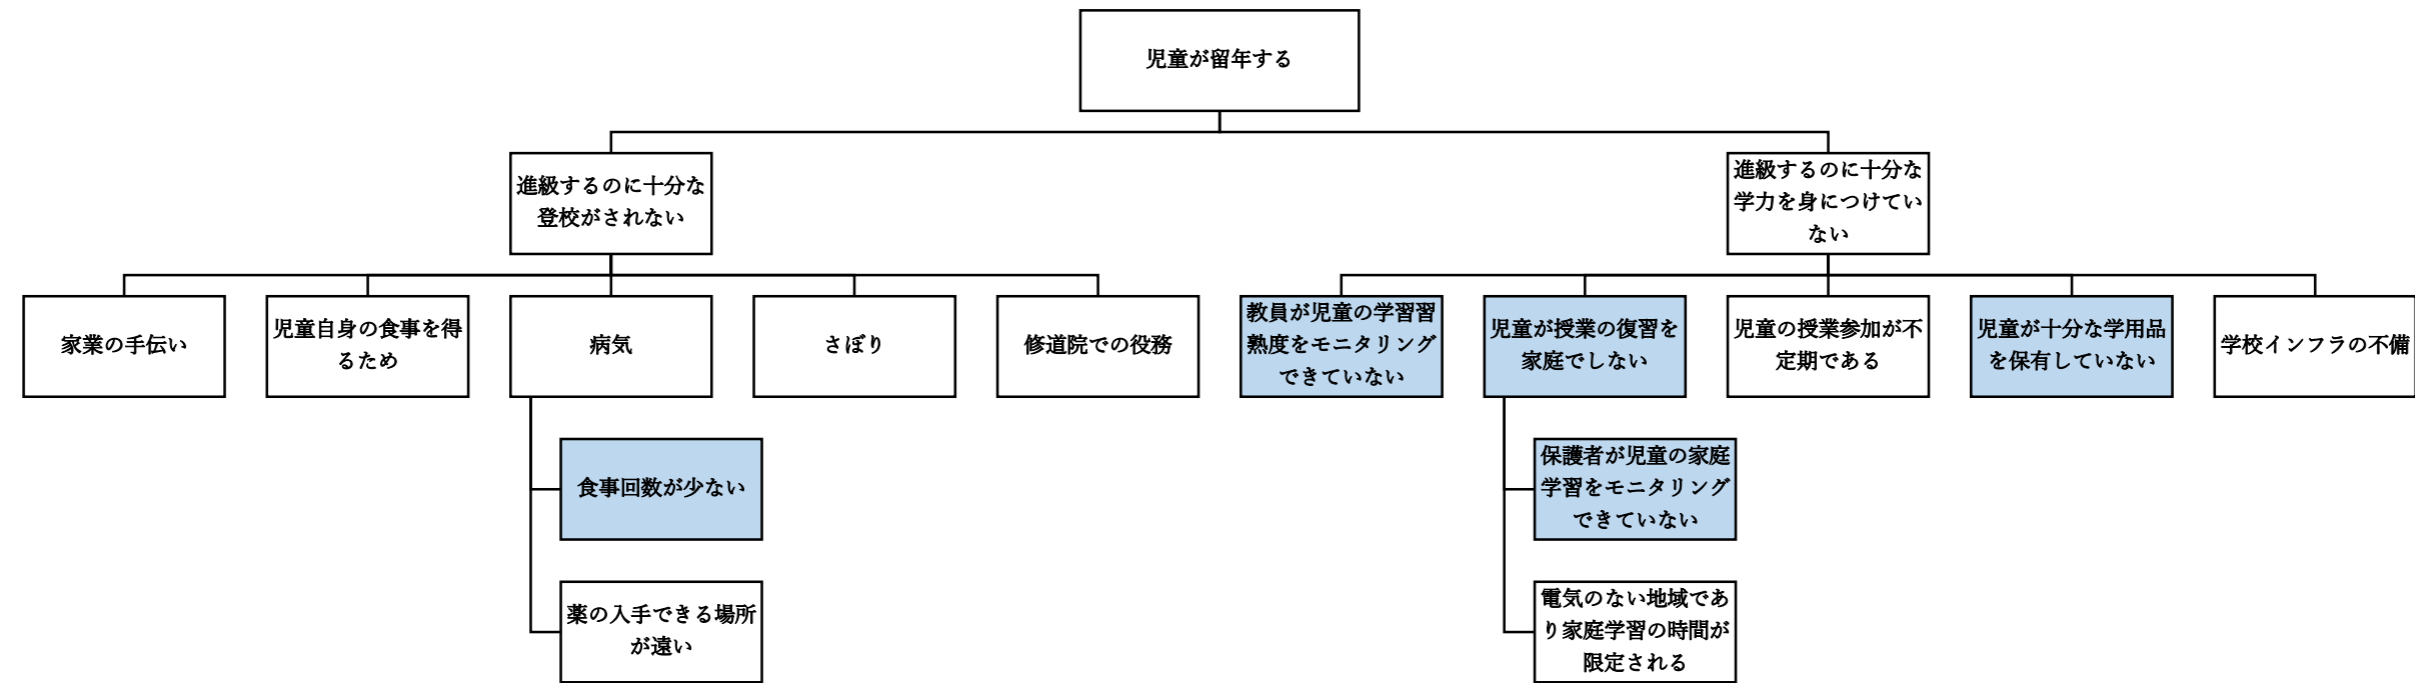 児童が留年する
進級するのに十分な
登校がされない
進級するのに十分な
学力を身につけてい
ない
家業の手伝い
児童自身の食事を得
るため
病気
さぼり
修道院での役務
教員が児童の学習習
熟度をモニタリング
できていない
児童が授業の復習を
家庭でしない
児童の授業参加が不
定期である
児童が十分な学用品
を保有していない
学校インフラの不備
食事回数が少ない
保護者が児童の家庭
学習をモニタリング
できていない
薬の入手できる場所
が遠い
電気のない地域であ
り家庭学習の時間が
限定される